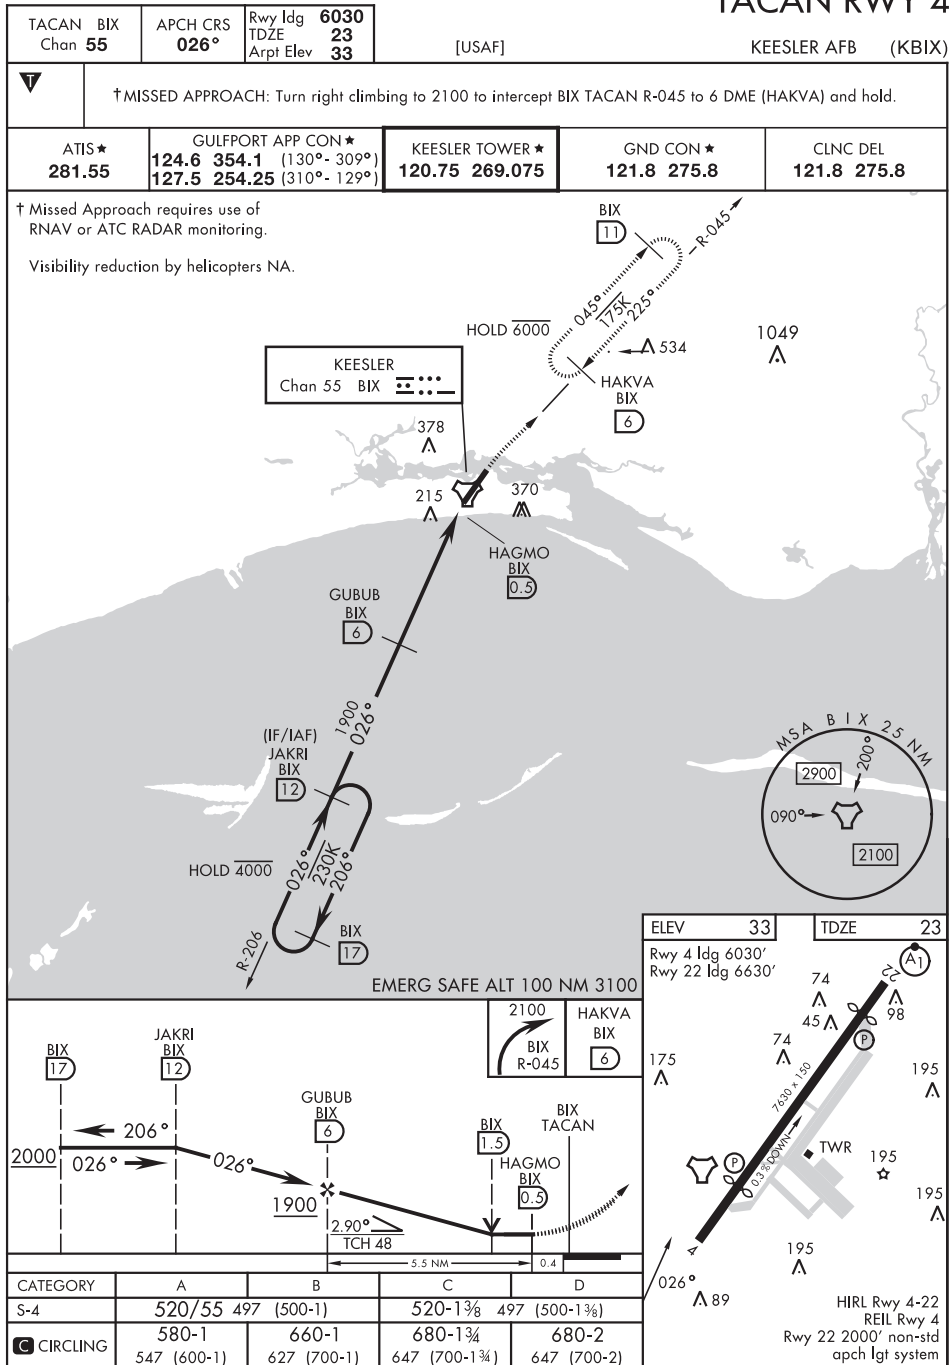 TACAN RWY 4
TACAN BIX
Chan 55
APCH CRS
026°
Rwy ldg 6030
TDZE 23
Arpt Elev 33
[USAF]
KEESLER AFB (KBIX)
T
†MISSED APPROACH: Turn right climbing to 2100 to intercept BIX TACAN R-045 to 6 DME (HAKVA) and hold.
ATIS★
281.55
GULFPORT APP CON★
124.6 354.1 (130°- 309°)
127.5 254.25 (310°- 129°)
KEESLER TOWER★
120.75 269.075
GND CON★
121.8 275.8
CLNC DEL
121.8 275.8
† Missed Approach requires use of
RNAV or ATC RADAR monitoring.
Visibility reduction by helicopters NA.
BIX
11
R-045
045°
175K
225°
HOLD 6000
534
1049
HAKVA
BIX
6
KEESLER
Chan 55 BIX
378
215
370
HAGMO
BIX
0.5
GUBUB
BIX
6
1900
026°
(IF/IAF)
JAKRI
BIX
12
HOLD 4000
026°
230K
206°
BIX
17
R-206
MSA BIX 25 NM
2900
200°
090°
2100
EMERG SAFE ALT 100 NM 3100
ELEV 33
TDZE 23
Rwy 4 ldg 6030'
Rwy 22 ldg 6630'
A1
22
74
45
98
P
74
175
195
7630 x 150
0.3% DOWN
TWR
P
195
195
4
026°
195
89
HIRL Rwy 4-22
REIL Rwy 4
Rwy 22 2000' non-std
apch lgt system
2100
BIX
R-045
HAKVA
BIX
6
BIX
17
JAKRI
BIX
12
GUBUB
BIX
6
BIX
1.5
BIX
TACAN
HAGMO
BIX
0.5
2000
206°
026°
026°
1900
2.90°
TCH 48
5.5 NM
0.4
CATEGORY A B C D
S-4 520/55 497 (500-1) 520-1⅜ 497 (500-1⅜)
C CIRCLING
580-1
547 (600-1)
660-1
627 (700-1)
680-1¾
647 (700-1¾)
680-2
647 (700-2)